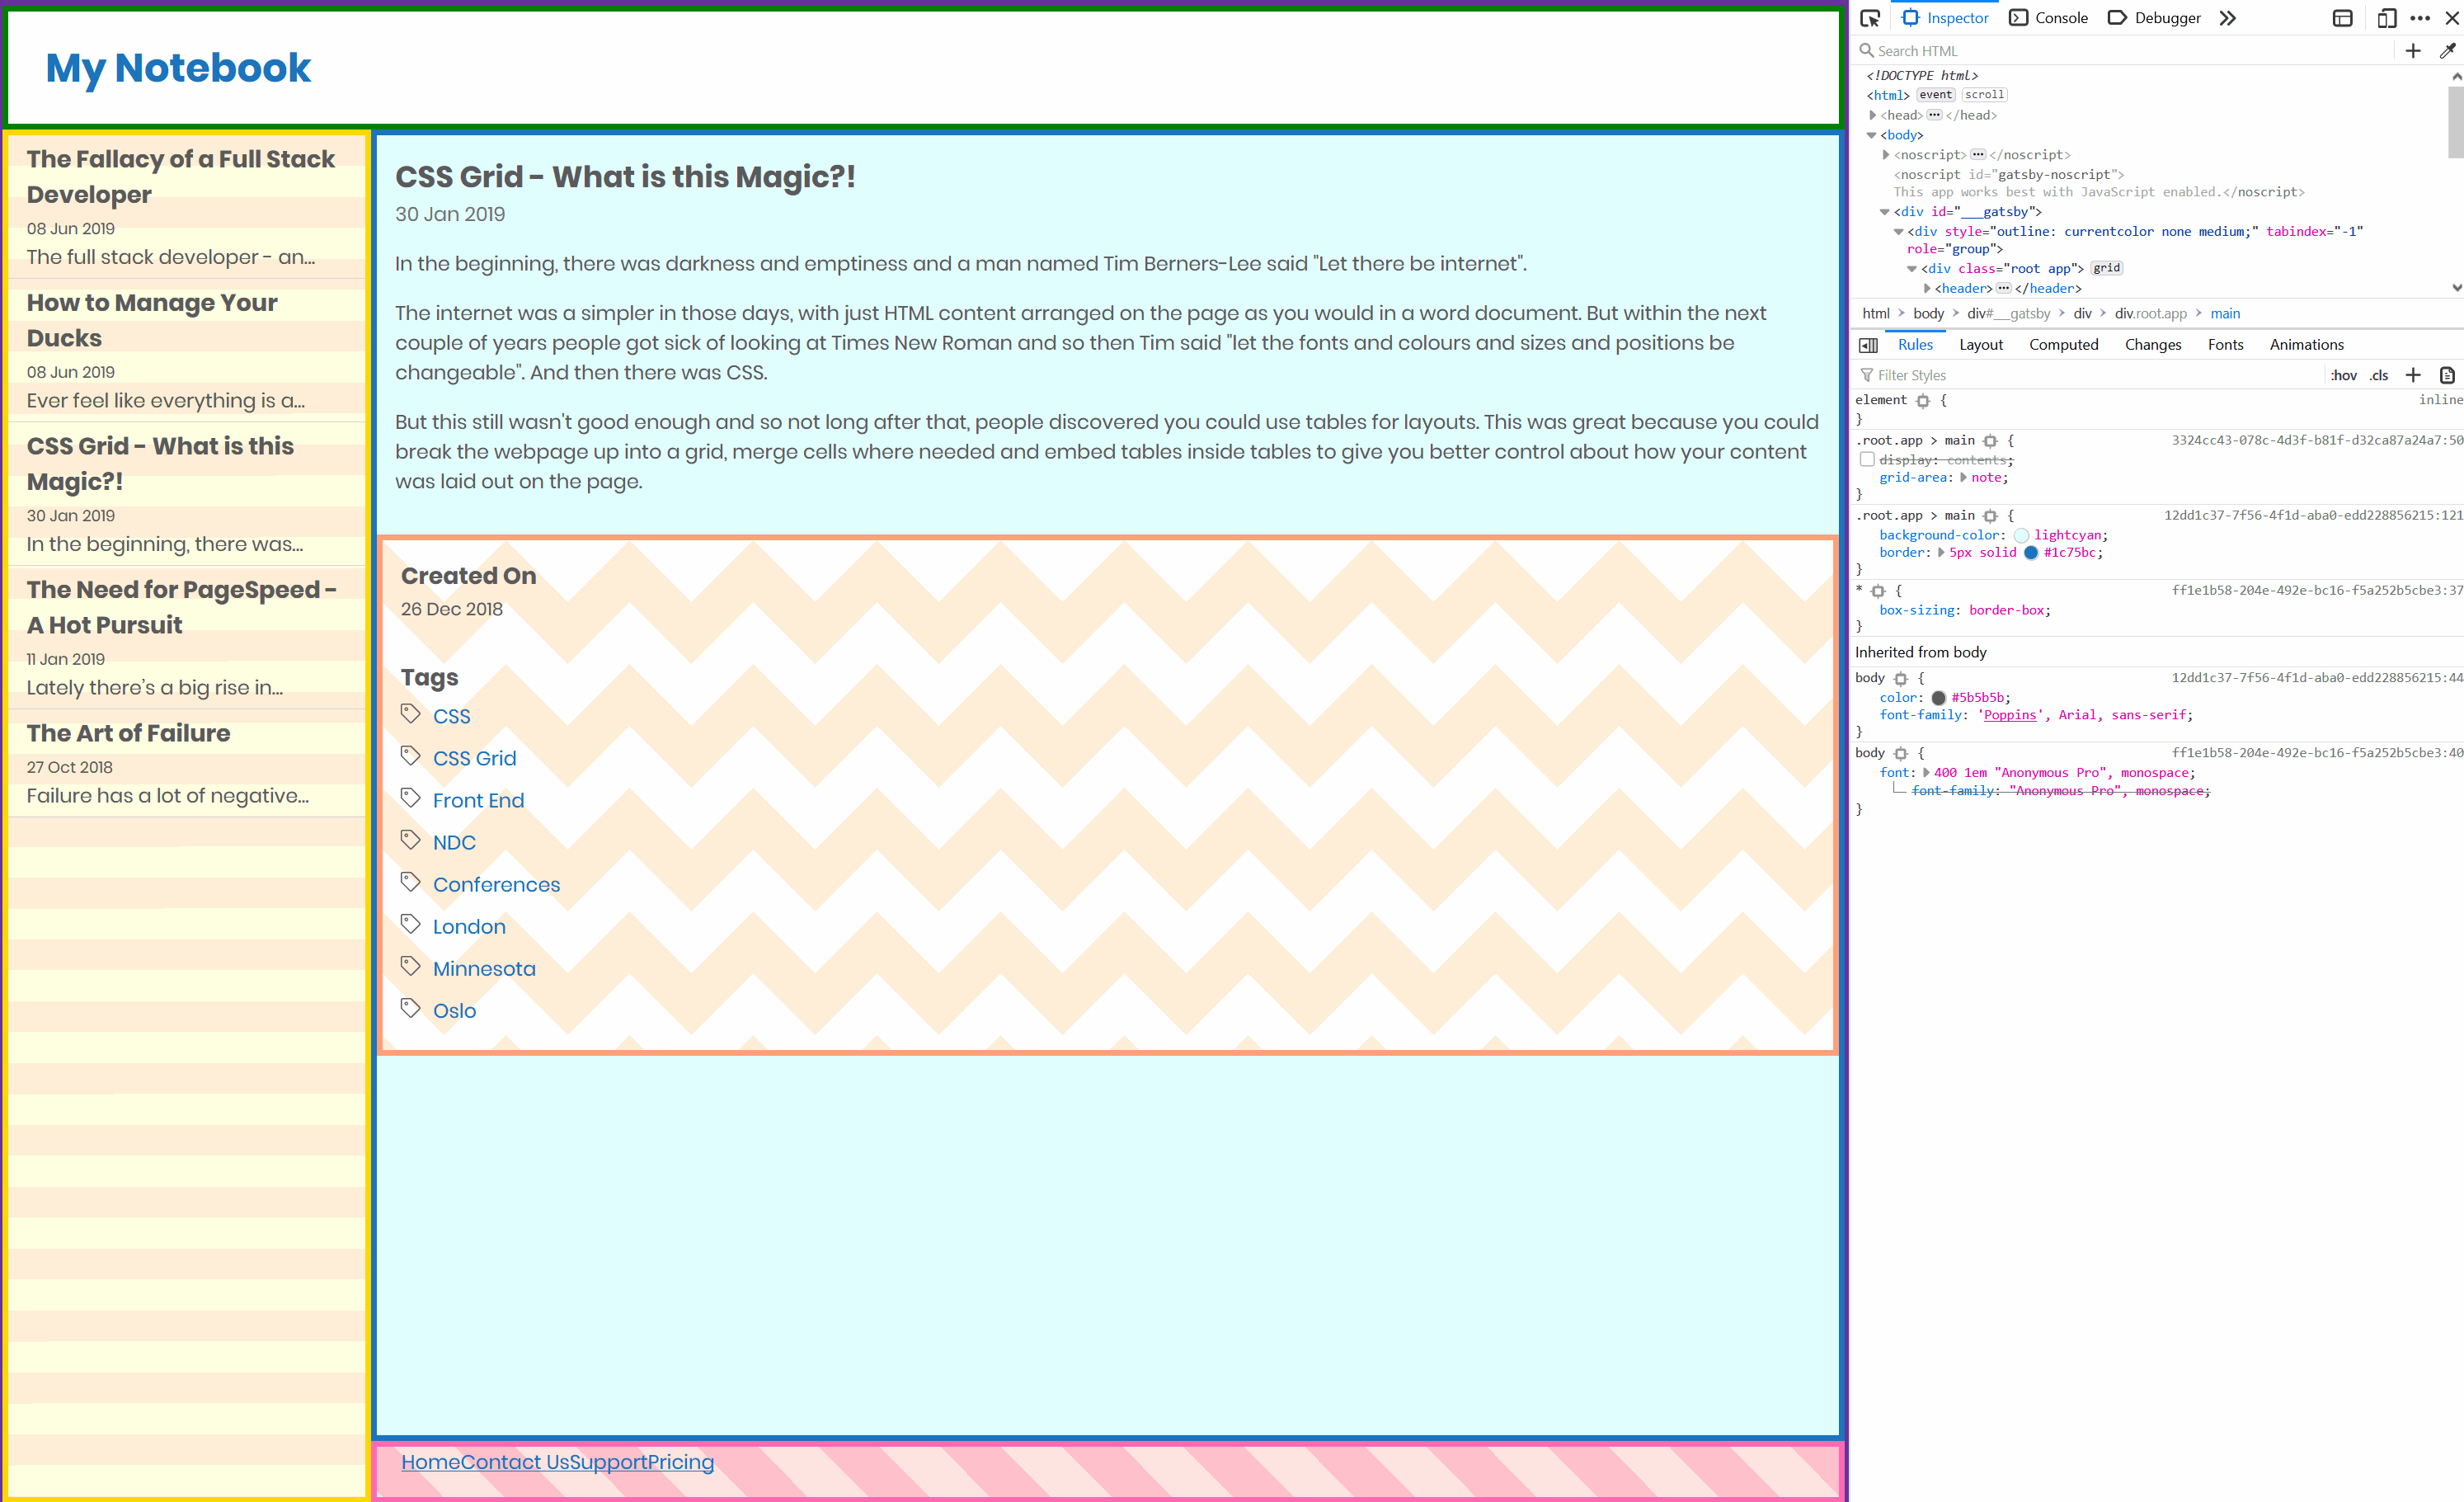 My Notebook
The Fallacy of a Full Stack
Developer
08 Jun 2019
The full stack developer - an...
How to Manage Your
Ducks
08 Jun 2019
Ever feel like everything is a...
CSS Grid - What is this
Magic?!
30 Jan 2019
In the beginning, there was...
The Need for PageSpeed -
A Hot Pursuit
11 Jan 2019
Lately there's a big rise in...
The Art of Failure
27 Oct 2018
Failure has a lot of negative...
CSS Grid - What is this Magic?!
30 Jan 2019
In the beginning, there was darkness and emptiness and a man named Tim Berners-Lee said "Let there be internet".
The internet was a simpler in those days, with just HTML content arranged on the page as you would in a word document. But within the next
couple of years people got sick of looking at Times New Roman and so then Tim said "let the fonts and colours and sizes and positions be
changeable". And then there was CSS.
But this still wasn't good enough and so not long after that, people discovered you could use tables for layouts. This was great because you could
break the webpage up into a grid, merge cells where needed and embed tables inside tables to give you better control about how your content
was laid out on the page.
Created On
26 Dec 2018
Tags
CSS
CSS Grid
Front End
NDC
Conferences
London
Minnesota
Oslo
HomeContact UsSupportPricing
Inspector Console Debugger
Search HTML
<!DOCTYPE html>
<html> event scroll
<head> ••• </head>
<body>
<noscript> ••• </noscript>
<noscript id="gatsby-noscript">
This app works best with JavaScript enabled.</noscript>
<div id="___gatsby">
<div style="outline: currentcolor none medium;" tabindex="-1"
role="group">
<div class="root app"> grid
<header> ••• </header>
html > body > div#___gatsby > div > div.root.app > main
Rules Layout Computed Changes Fonts Animations
Filter Styles :hov .cls
element { inline
}
.root.app > main { 3324cc43-078c-4d3f-b81f-d32ca87a24a7:50
display: contents;
grid-area: note;
}
.root.app > main { 12dd1c37-7f56-4f1d-aba0-edd228856215:121
background-color: lightcyan;
border: 5px solid #1c75bc;
}
* { ff1e1b58-204e-492e-bc16-f5a252b5cbe3:37
box-sizing: border-box;
}
Inherited from body
body { 12dd1c37-7f56-4f1d-aba0-edd228856215:44
color: #5b5b5b;
font-family: 'Poppins', Arial, sans-serif;
}
body { ff1e1b58-204e-492e-bc16-f5a252b5cbe3:40
font: 400 1em "Anonymous Pro", monospace;
font-family: "Anonymous Pro", monospace;
}